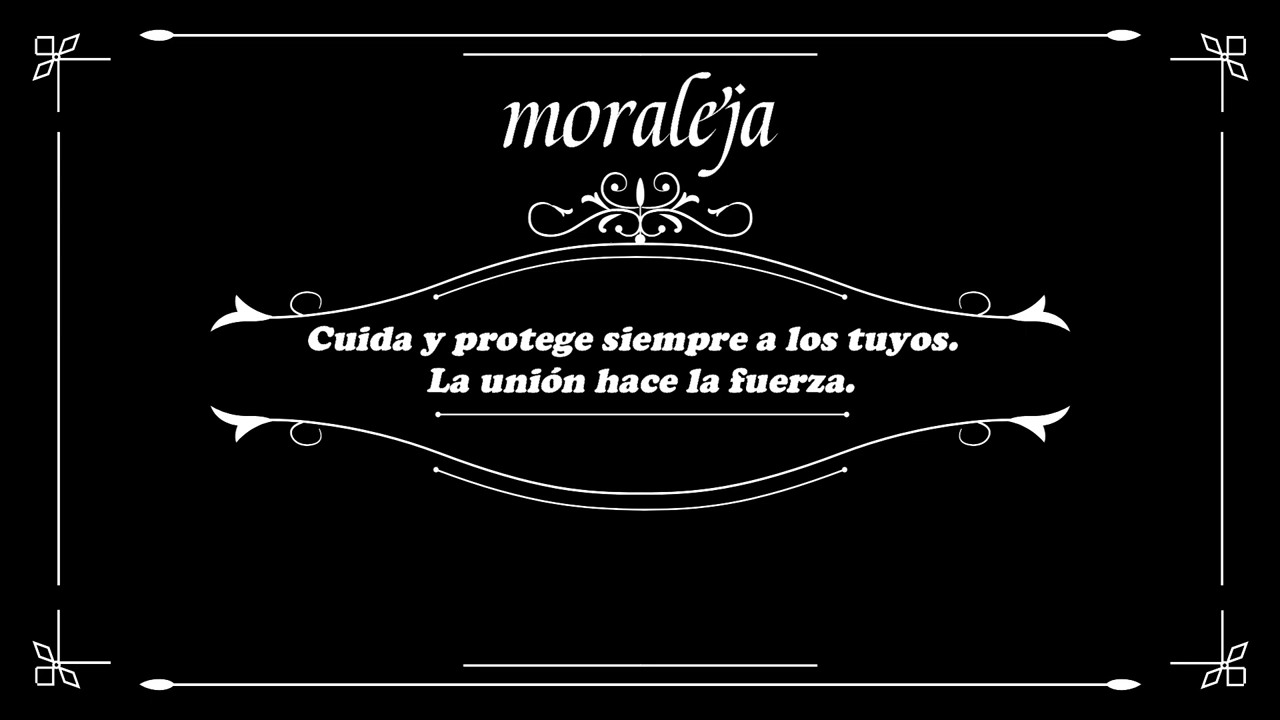 moraleja
Cuida y protege siempre a los tuyos.
La unión hace la fuerza.